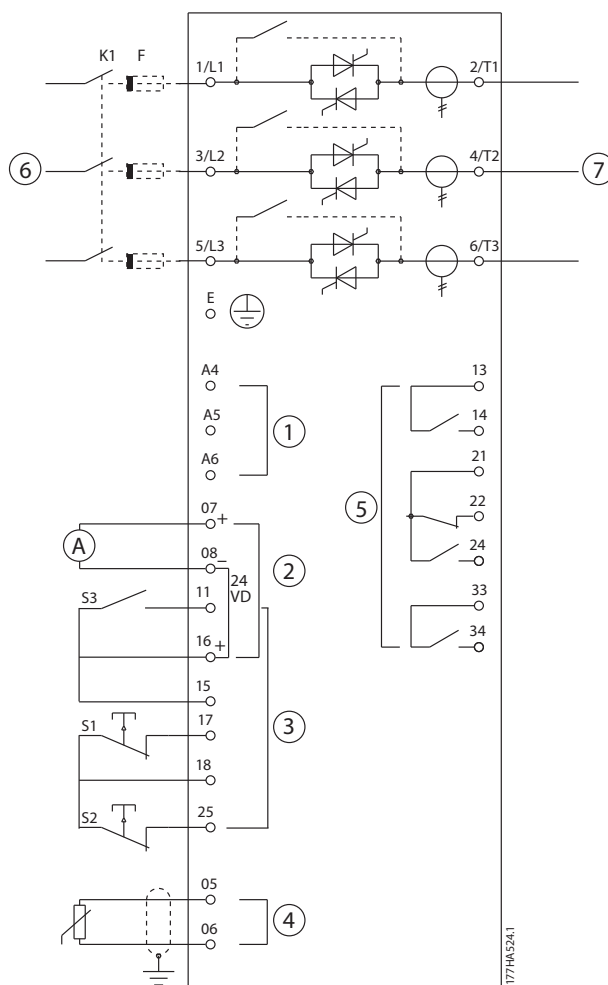 K1 F
1/L1 2/T1
6 3/L2 4/T2 7
5/L3 6/T3
E
A4 13
A5 1 14
A6 21
5
07 + 22
A 2
08 – 24
24
VD
S3 11 33
16 + 34
15
3
S1 17
18
S2 25
05
4
06
177HA524.1